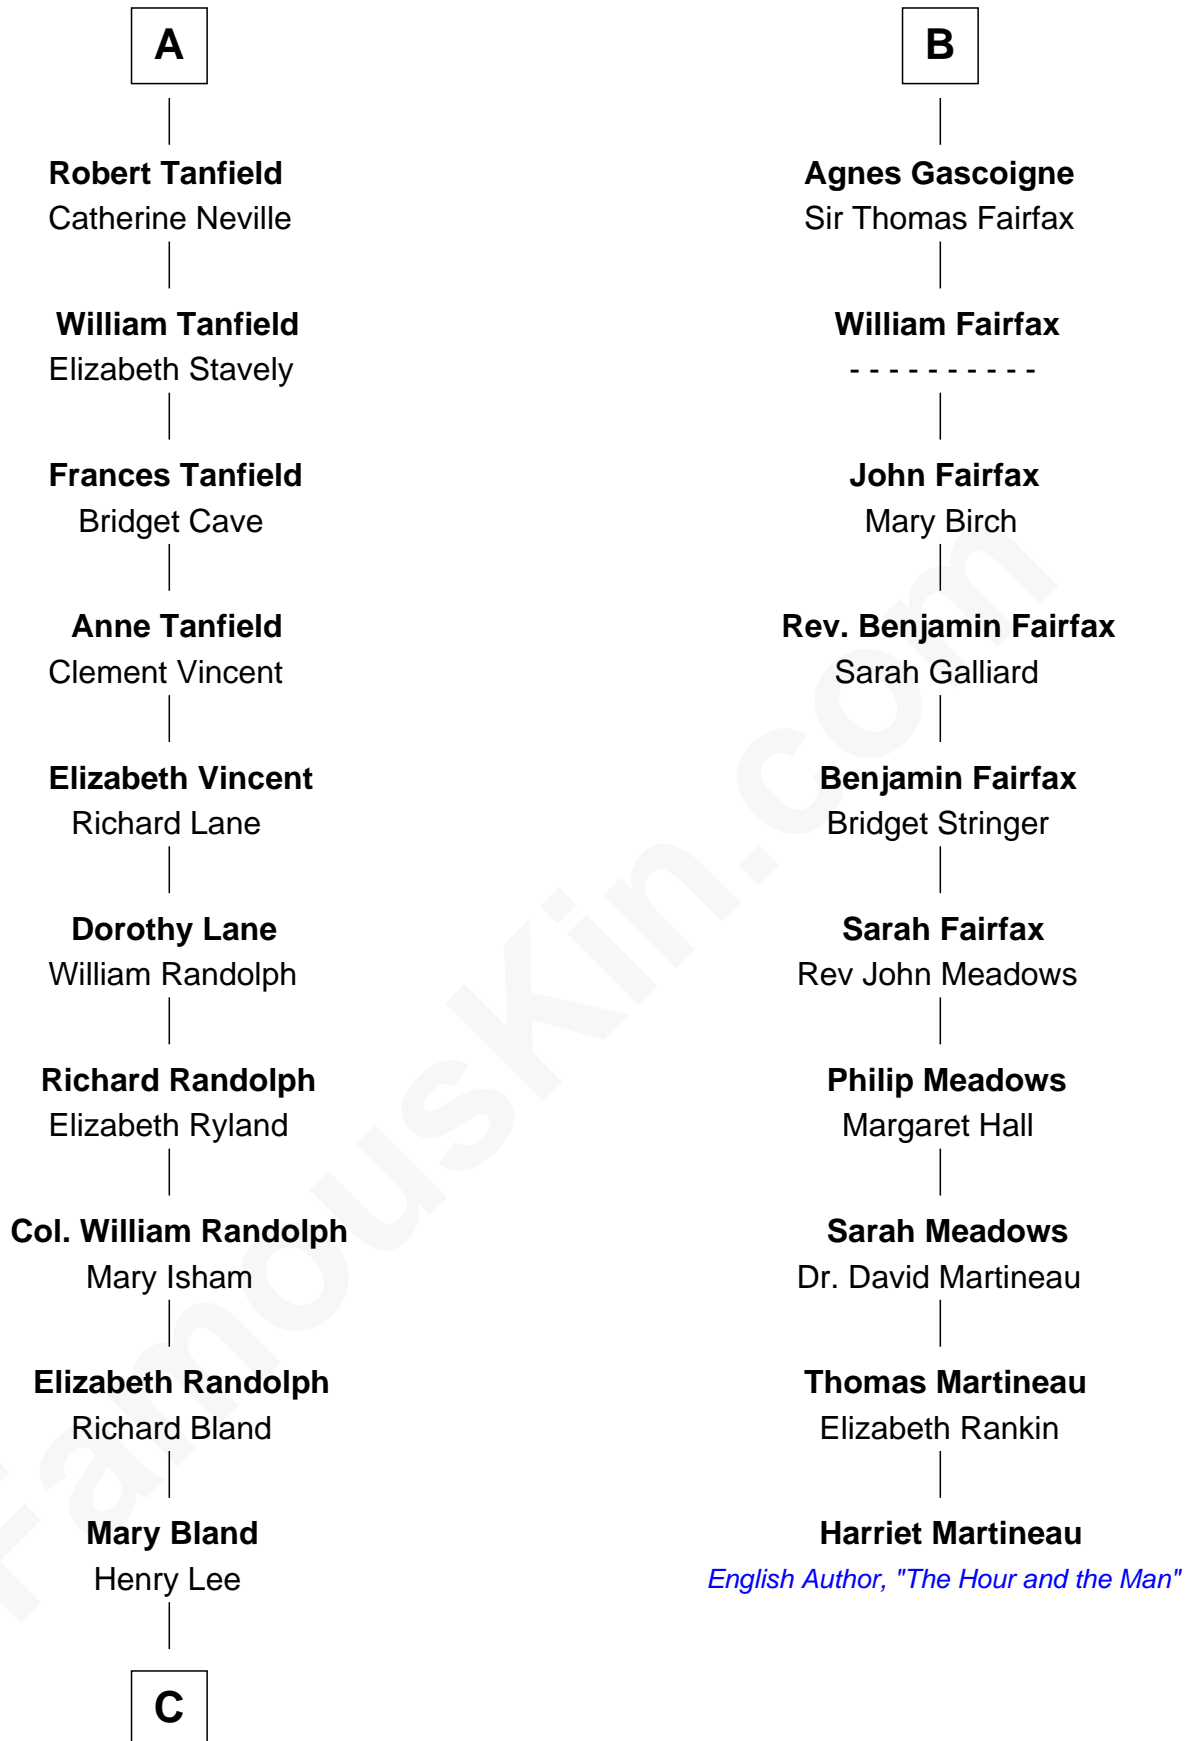 A
Robert Tanfield
Catherine Neville
William Tanfield
Elizabeth Stavely
Frances Tanfield
Bridget Cave
Anne Tanfield
Clement Vincent
Elizabeth Vincent
Richard Lane
Dorothy Lane
William Randolph
Richard Randolph
Elizabeth Ryland
Col. William Randolph
Mary Isham
Elizabeth Randolph
Richard Bland
Mary Bland
Henry Lee
C
B
Agnes Gascoigne
Sir Thomas Fairfax
William Fairfax
- - - - - - - - - -
John Fairfax
Mary Birch
Rev. Benjamin Fairfax
Sarah Galliard
Benjamin Fairfax
Bridget Stringer
Sarah Fairfax
Rev John Meadows
Philip Meadows
Margaret Hall
Sarah Meadows
Dr. David Martineau
Thomas Martineau
Elizabeth Rankin
Harriet Martineau
English Author, "The Hour and the Man"
FamousKin.com